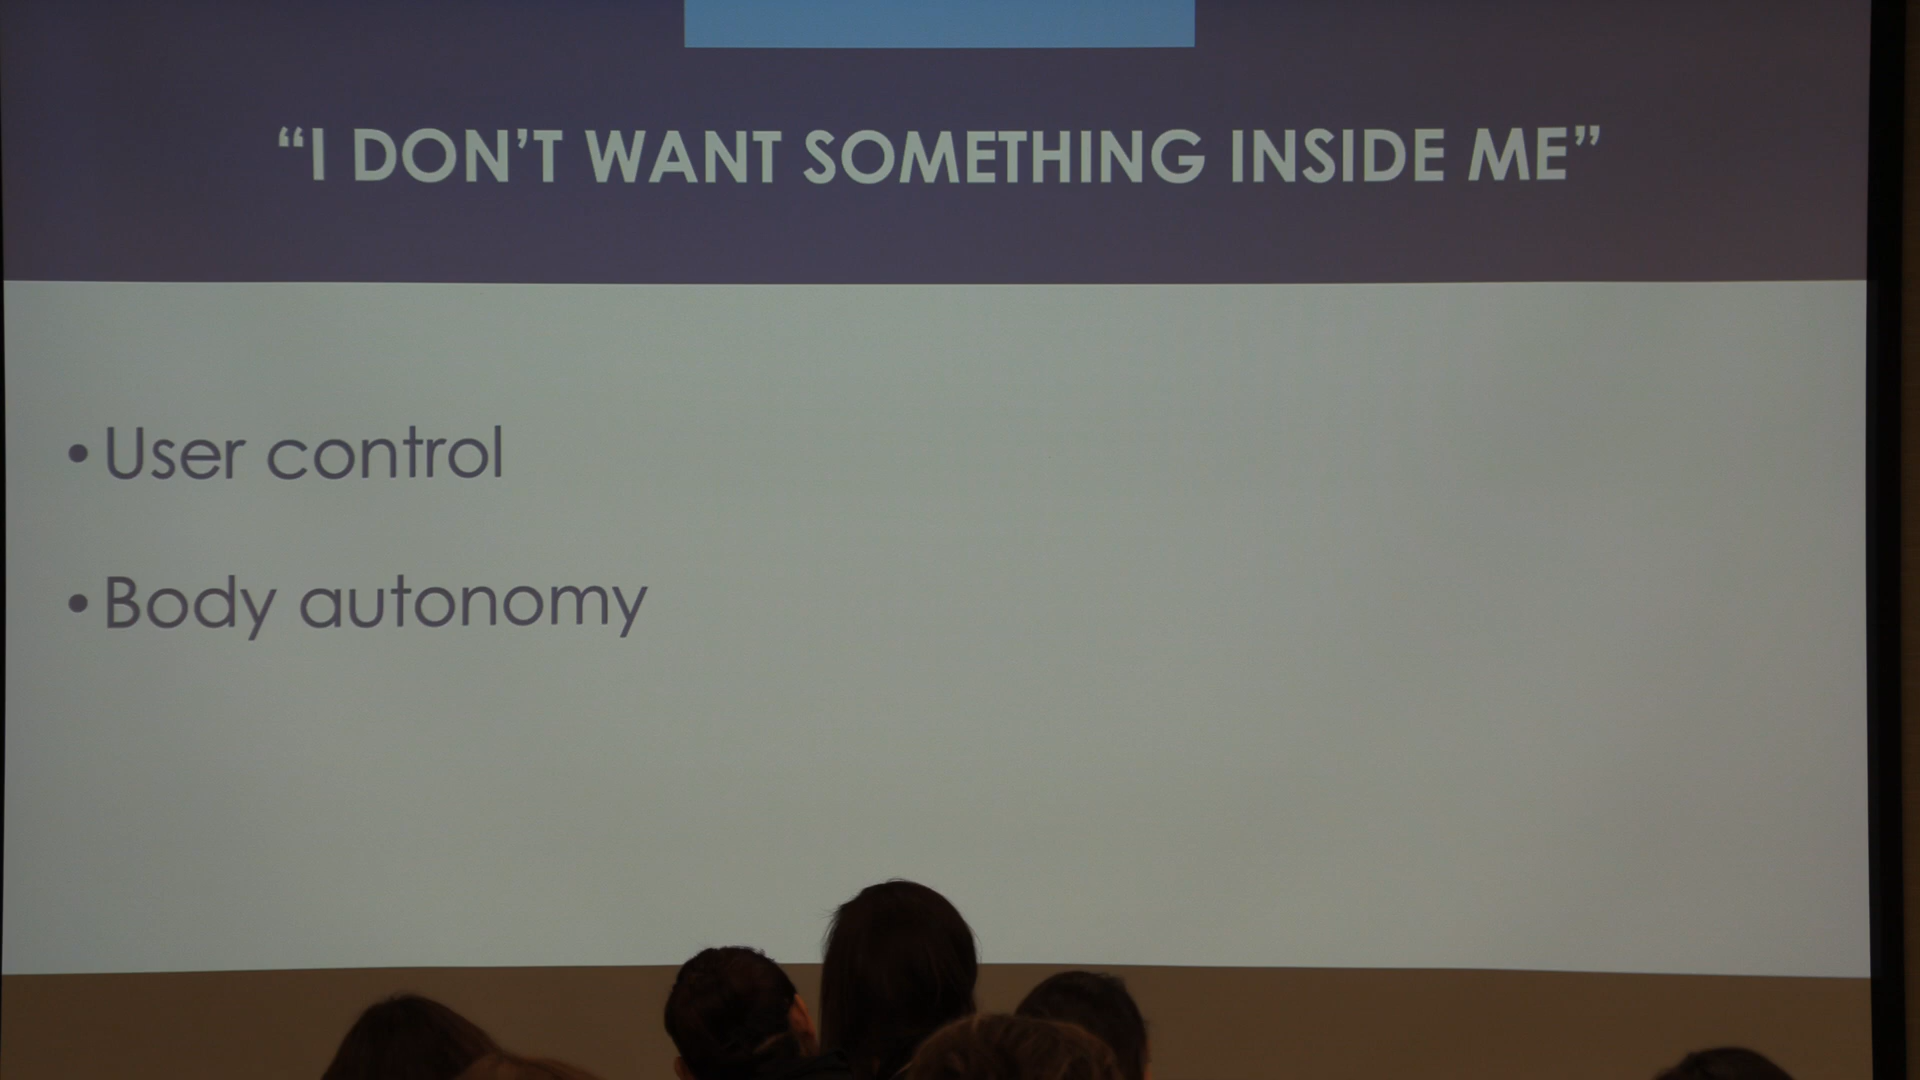 “I DON’T WANT SOMETHING INSIDE ME”
• User control
• Body autonomy